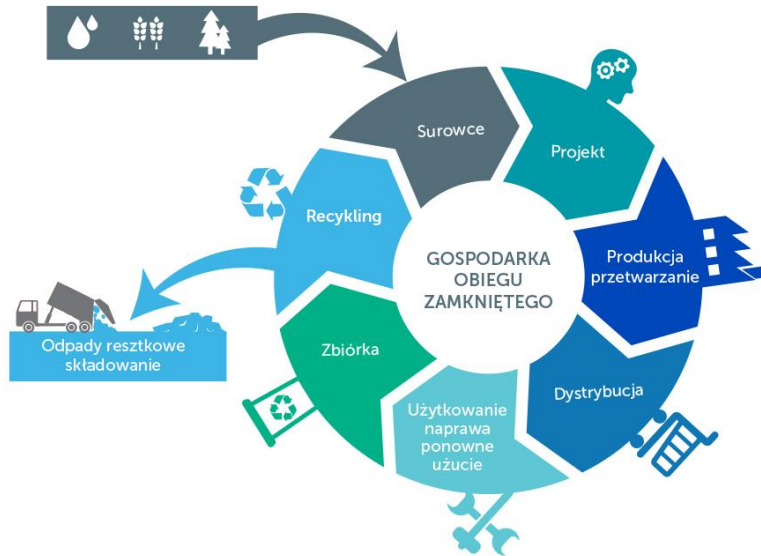 Surowce
Projekt
Produkcja
przetwarzanie
Dystrybucja
Użytkowanie
naprawa
ponowne
użucie
Zbiórka
Recykling
GOSPODARKA
OBIEGU
ZAMKNIĘTEGO
Odpady resztkowe
składowanie